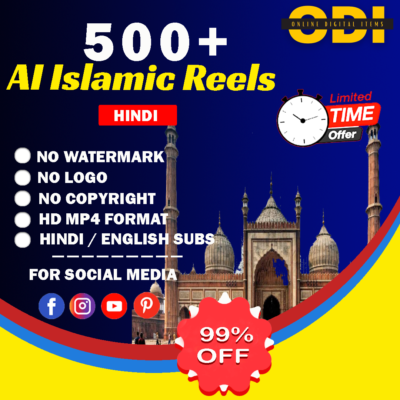 ODI
ONLINE DIGITAL ITEMS
500+
AI Islamic Reels
HINDI
Limited
TIME
Offer
NO WATERMARK
NO LOGO
NO COPYRIGHT
HD MP4 FORMAT
HINDI / ENGLISH SUBS
FOR SOCIAL MEDIA
99%
OFF